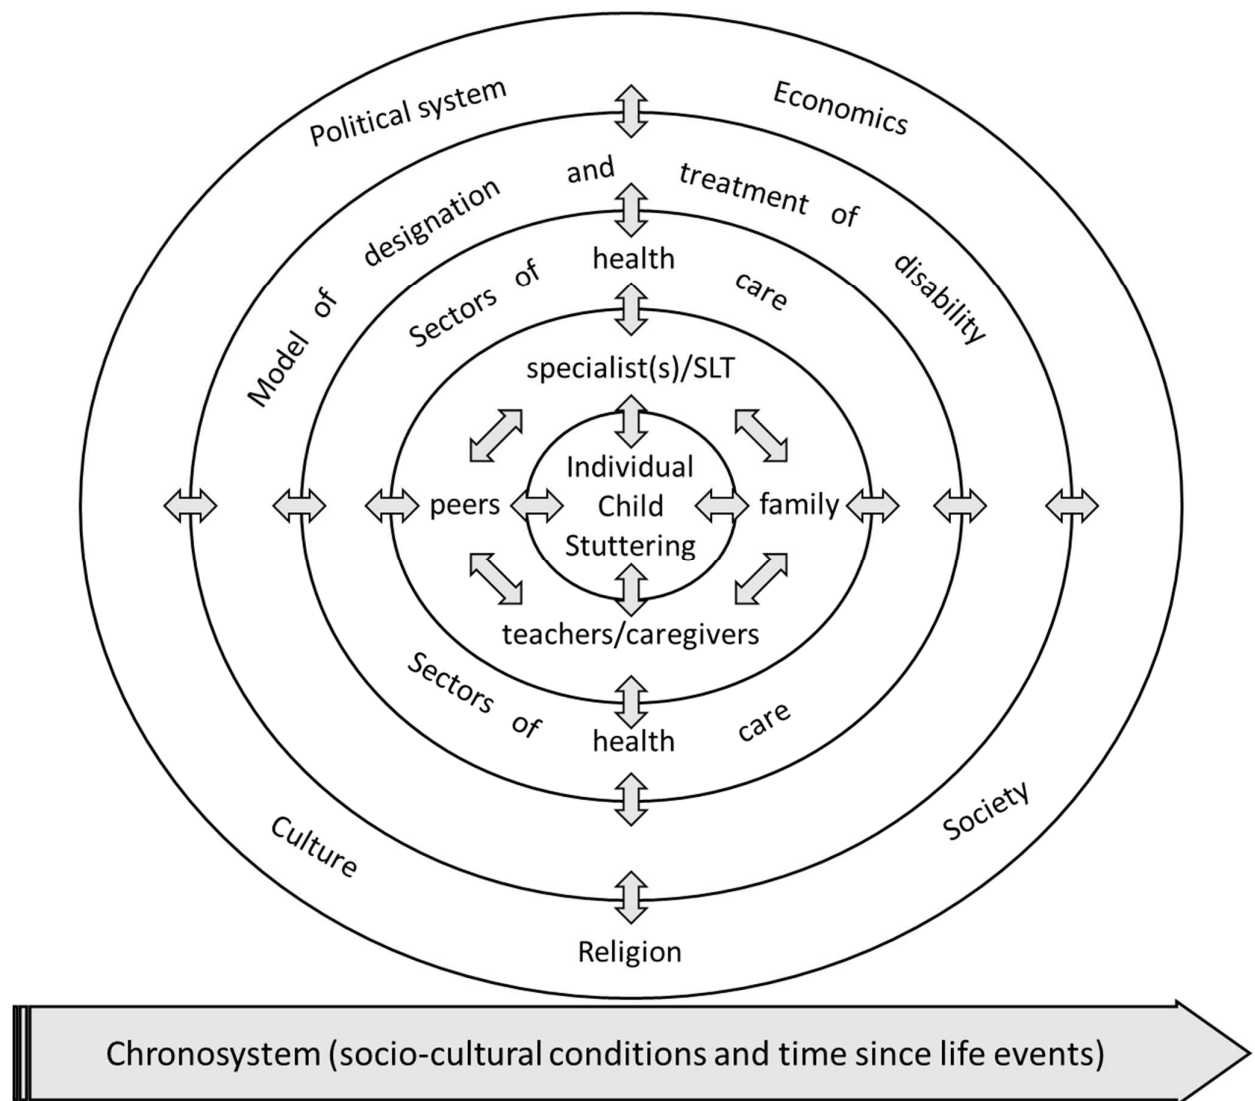 Political system
Economics
Model of designation and treatment of disability
Sectors of health care
specialist(s)/SLT
Individual
Child
Stuttering
peers
family
teachers/caregivers
Sectors of health care
Culture
Society
Religion
Chronosystem (socio-cultural conditions and time since life events)